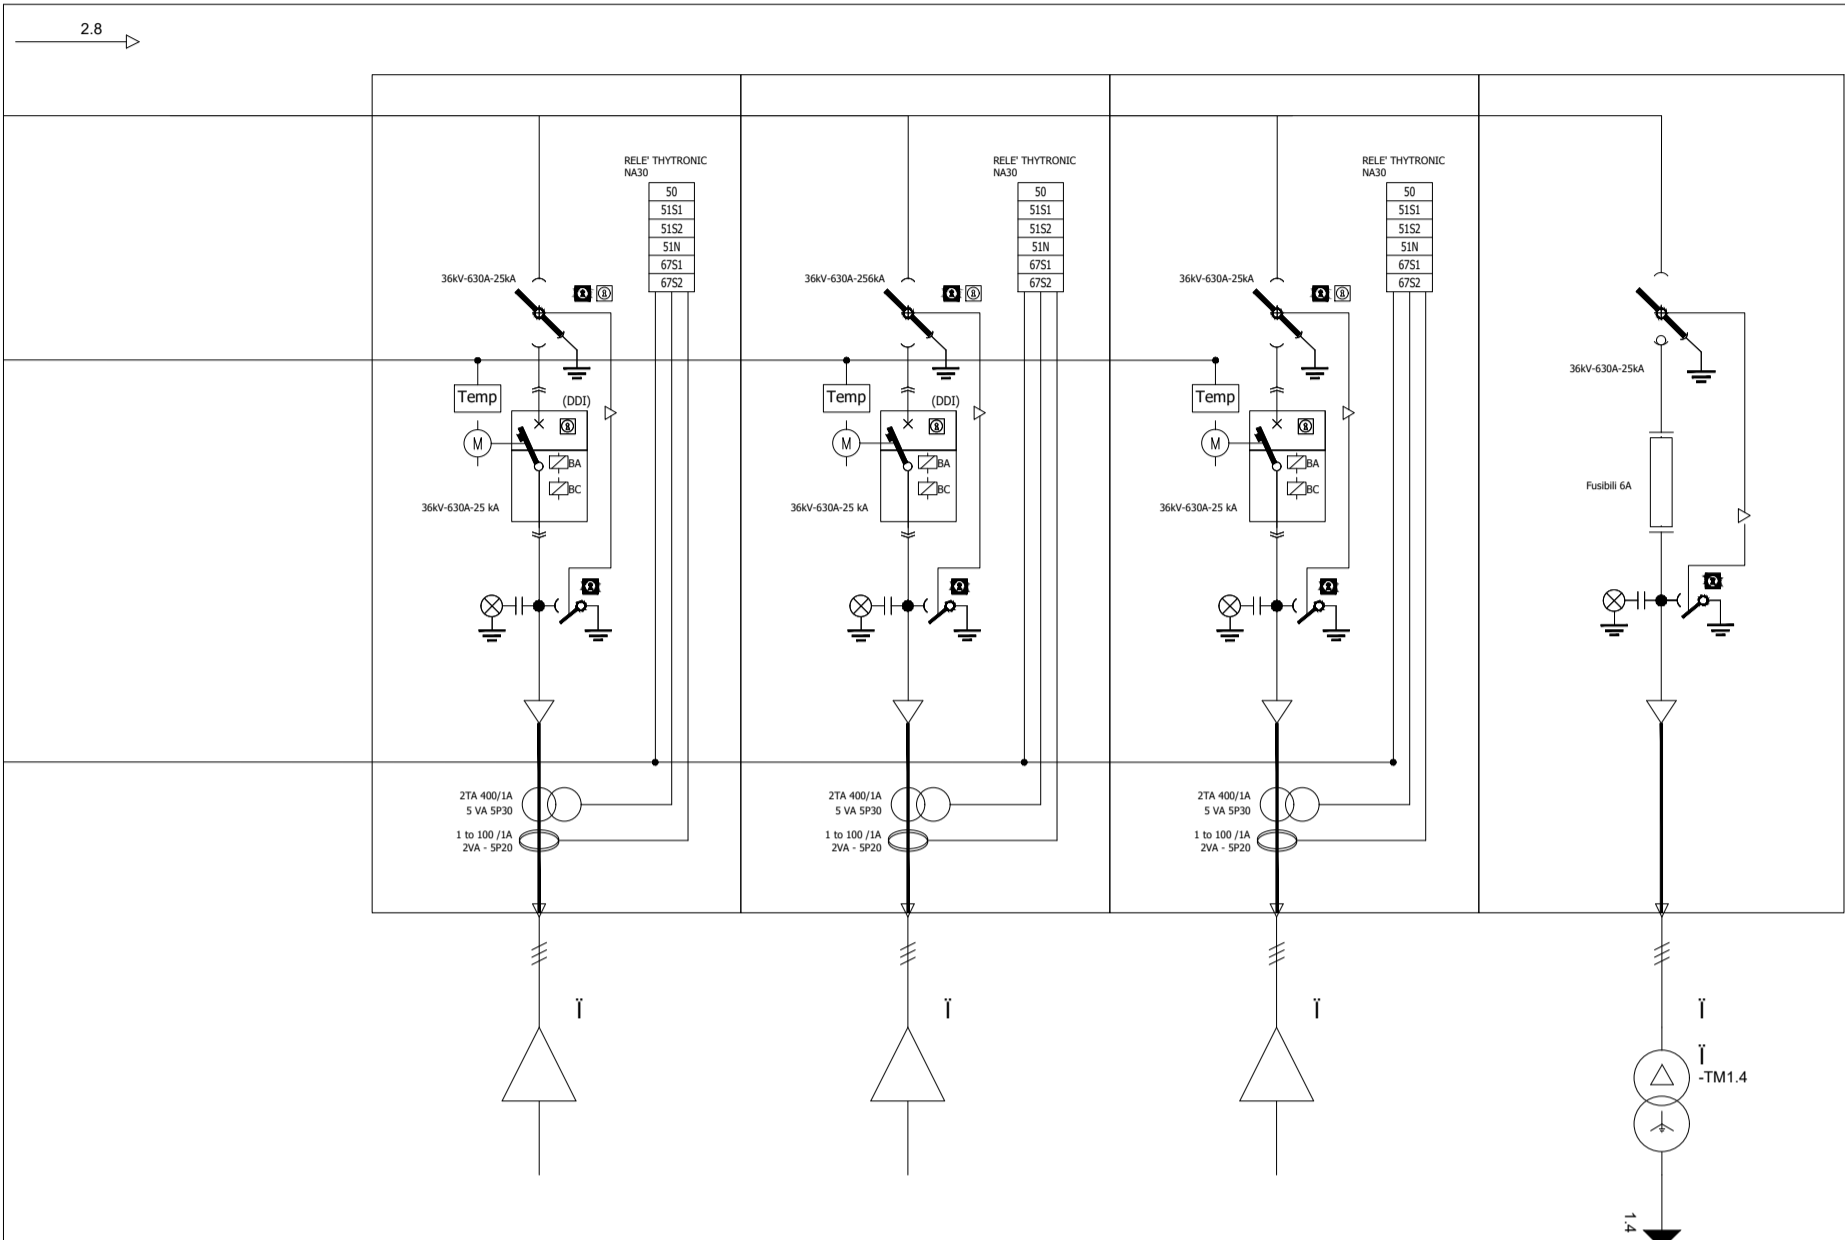 2.8
RELE' THYTRONIC
NA30
50
51S1
51S2
51N
67S1
67S2
36kV-630A-25kA
Temp
(DDI)
M
BA
BC
36kV-630A-25 kA
2TA 400/1A
5 VA 5P30
1 to 100 /1A
2VA - 5P20
Ï
RELE' THYTRONIC
NA30
50
51S1
51S2
51N
67S1
67S2
36kV-630A-256kA
Temp
(DDI)
M
BA
BC
36kV-630A-25 kA
2TA 400/1A
5 VA 5P30
1 to 100 /1A
2VA - 5P20
Ï
RELE' THYTRONIC
NA30
50
51S1
51S2
51N
67S1
67S2
36kV-630A-25kA
Temp
M
BA
BC
36kV-630A-25 kA
2TA 400/1A
5 VA 5P30
1 to 100 /1A
2VA - 5P20
Ï
36kV-630A-25kA
Fusibili 6A
Ï
Ï
-TM1.4
1.4